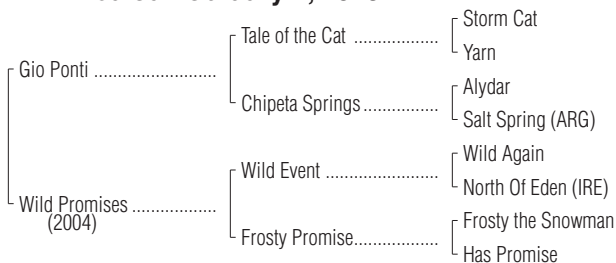 Storm Cat
Tale of the Cat ..................
Yarn
Gio Ponti ..........................
Alydar
Chipeta Springs ................
Salt Spring (ARG)
Wild Again
Wild Event ........................
North Of Eden (IRE)
Wild Promises ..................
(2004)
Frosty the Snowman
Frosty Promise..................
Has Promise